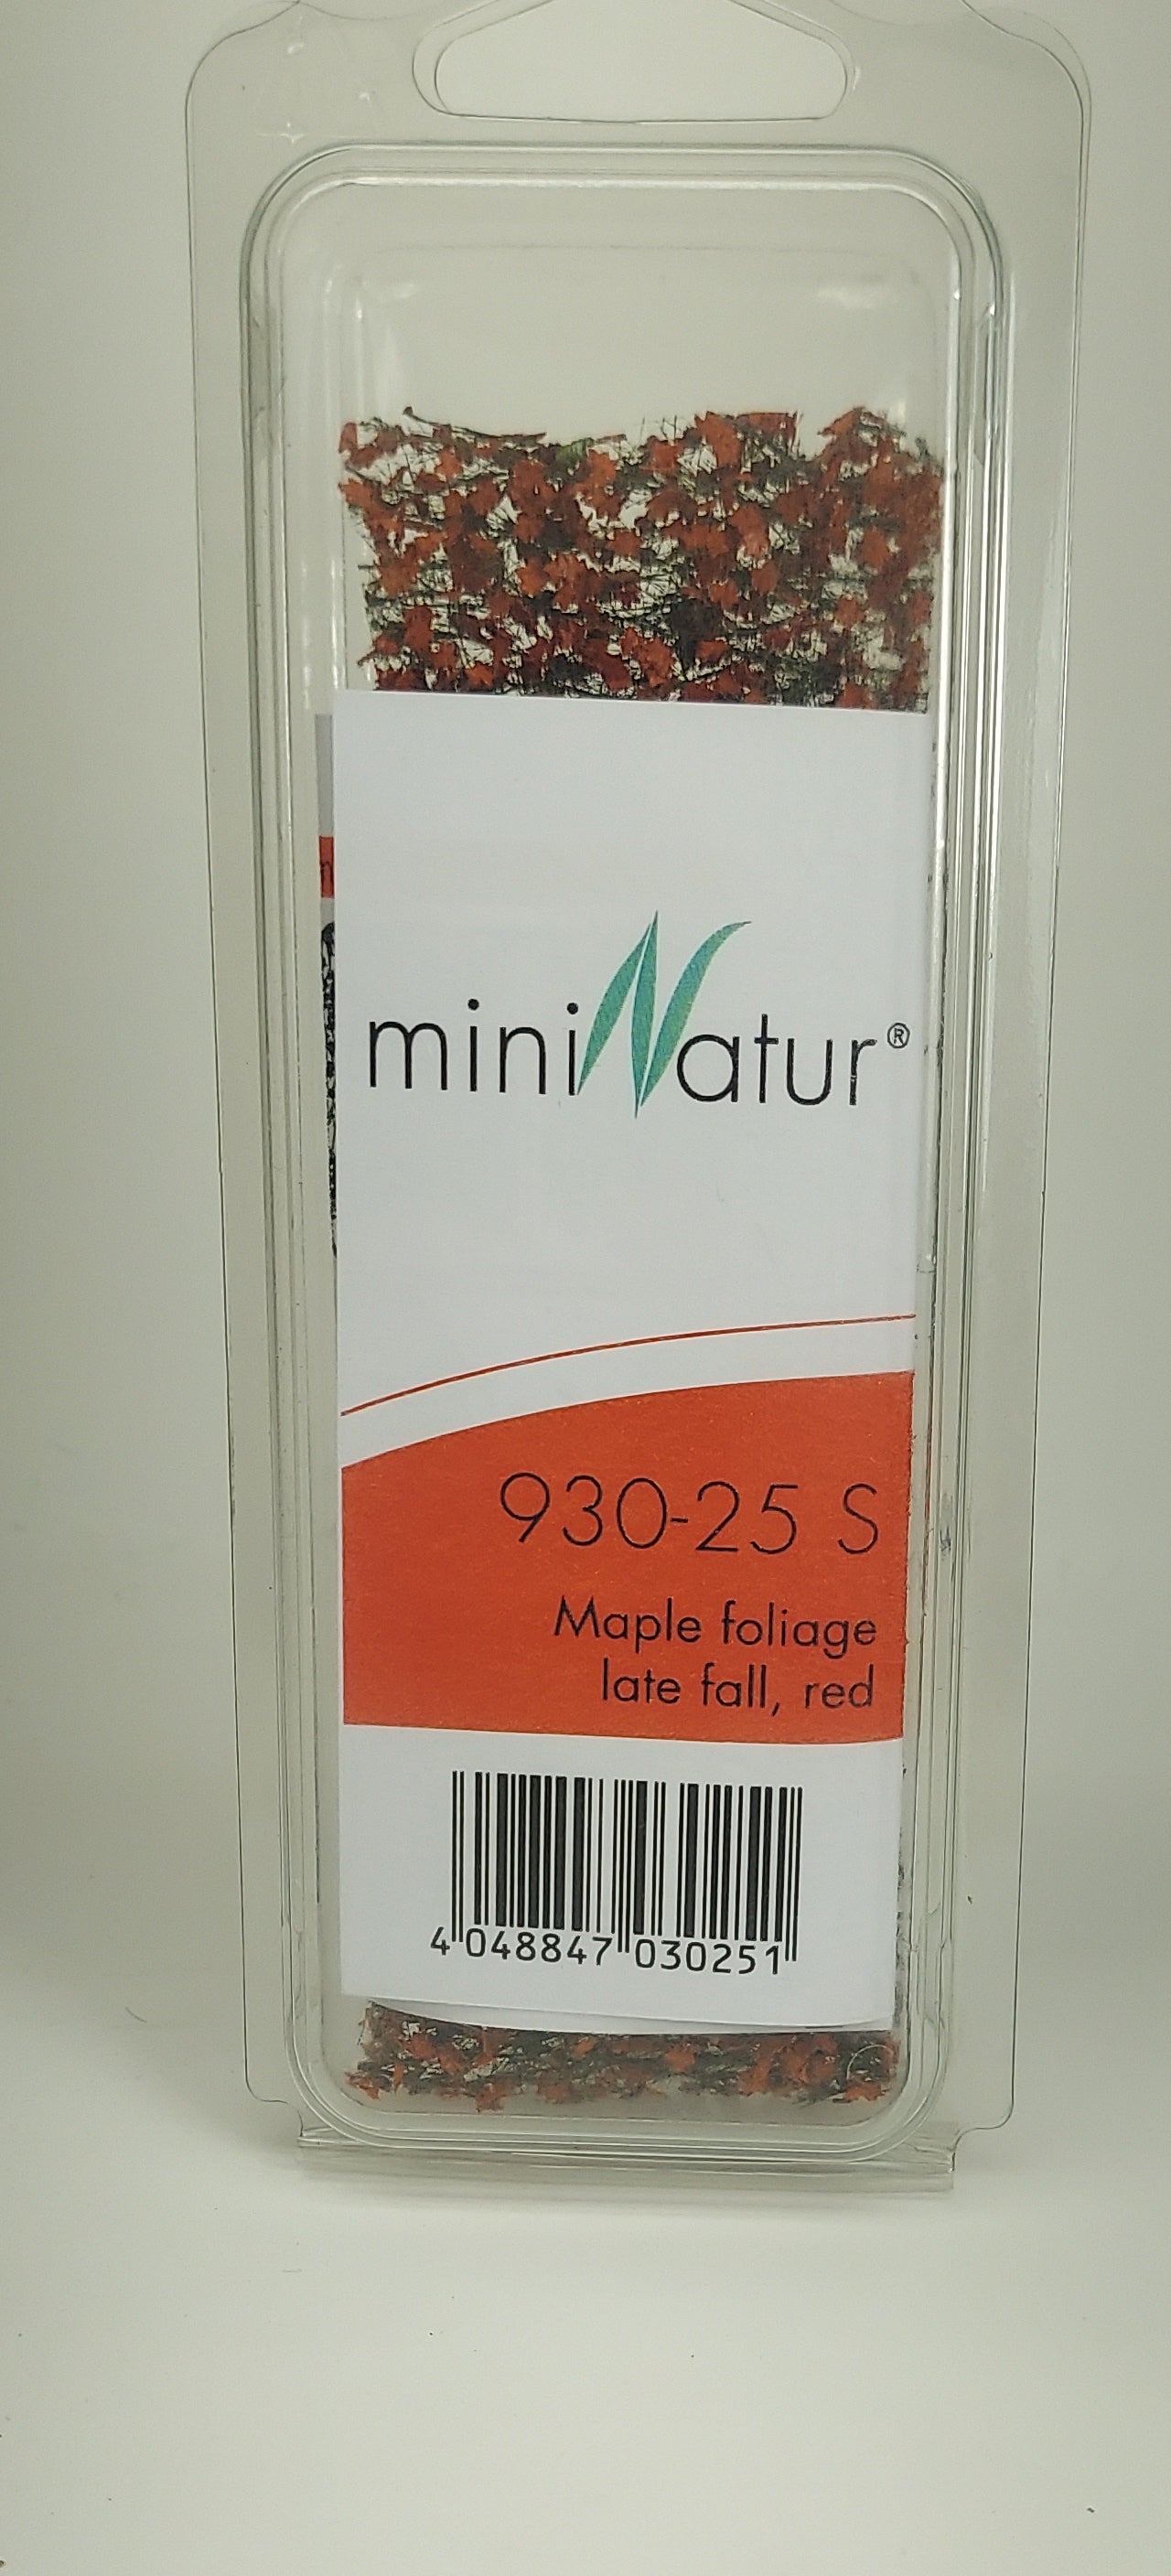 miniNatur®
930-25 S
Maple foliage
late fall, red
4 048847 030251